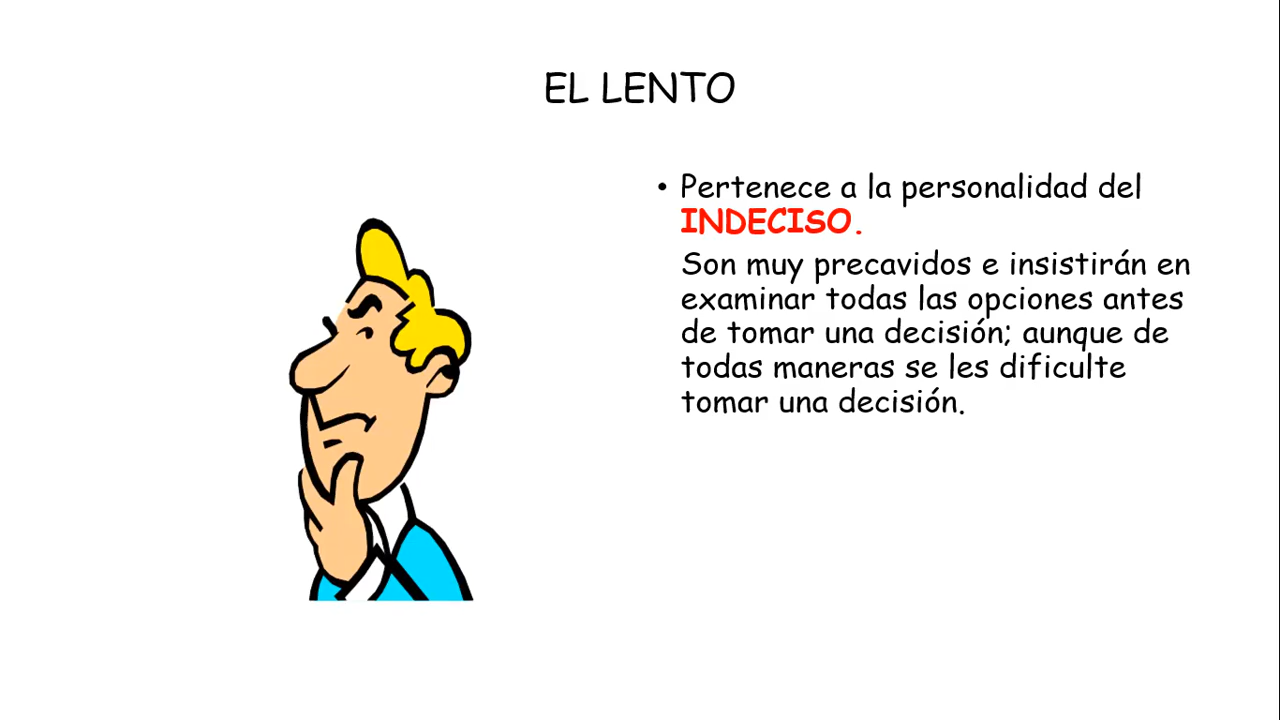 EL LENTO
• Pertenece a la personalidad del
INDECISO.
Son muy precavidos e insistirán en
examinar todas las opciones antes
de tomar una decisión; aunque de
todas maneras se les dificulte
tomar una decisión.